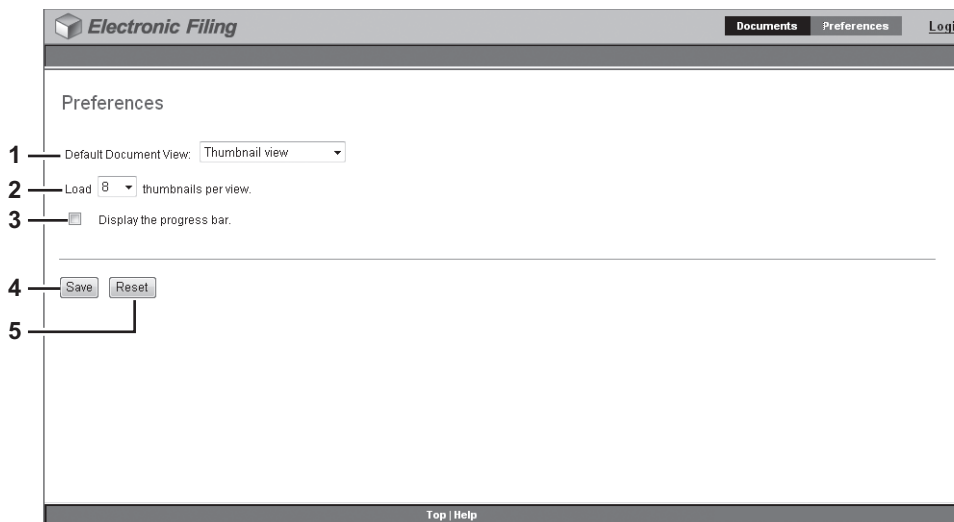 Electronic Filing
Documents Preferences
Preferences
1 Default Document View: Thumbnail view
2 Load 8 thumbnails per view.
3 Display the progress bar.
4 Save Reset
5
Top | Help